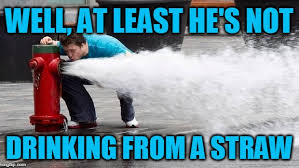 WELL, AT LEAST HE'S NOT
DRINKING FROM A STRAW
imgflip.com